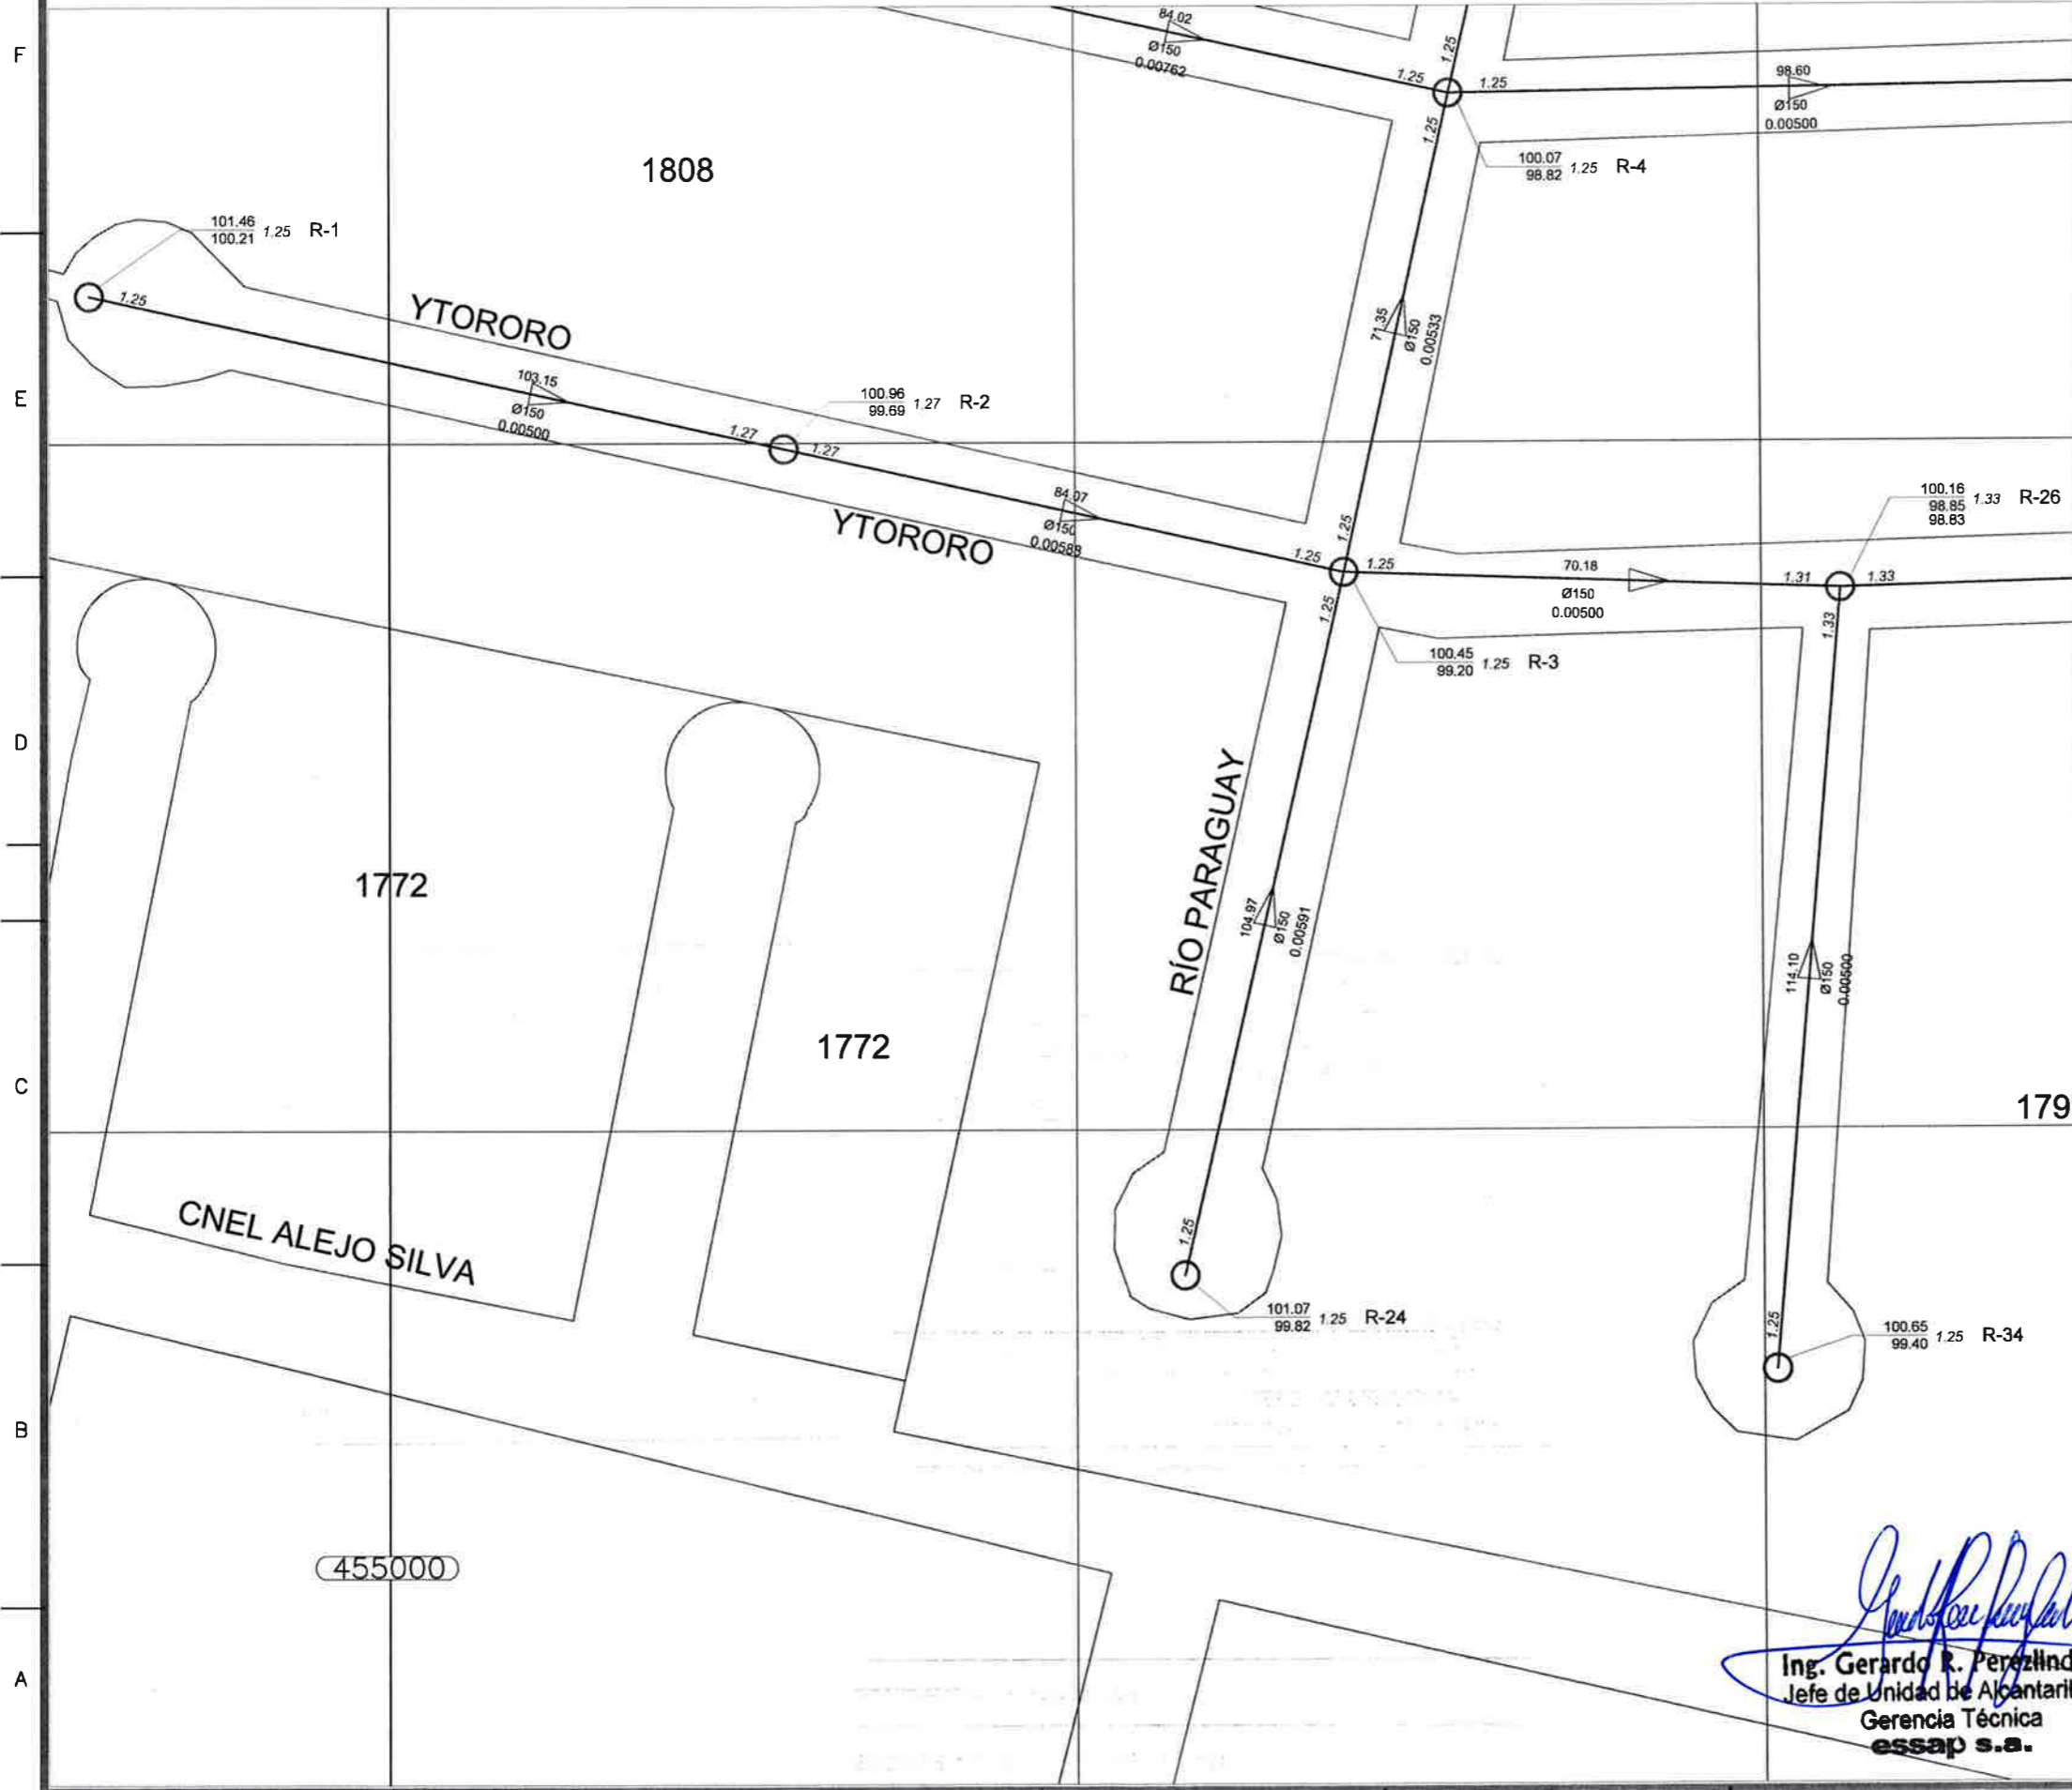 F
84.02
Ø150
0.00762
1.25
1.25
1.25
1.25
98.60
Ø150
0.00500
100.07
98.82
1.25 R-4
1808
101.46
100.21
1.25 R-1
1.25
YTORORO
103.15
Ø150
0.00500
E
100.96
99.69
1.27 R-2
1.27
1.27
71.35
Ø150
0.00533
84.07
Ø150
0.00588
YTORORO
1.25
1.25
1.25
1.25
70.18
Ø150
0.00500
1.31
1.33
1.33
100.16
98.85
98.83
1.33 R-26
100.45
99.20
1.25 R-3
D
RÍO PARAGUAY
1772
104.97
Ø150
0.00591
114.10
Ø150
0.00500
1772
C
179
CNEL ALEJO SILVA
1.25
101.07
99.82
1.25 R-24
1.25
100.65
99.40
1.25 R-34
B
455000
A
Ing. Gerardo R. Perezlind
Jefe de Unidad de Alcantaril
Gerencia Técnica
essap s.a.